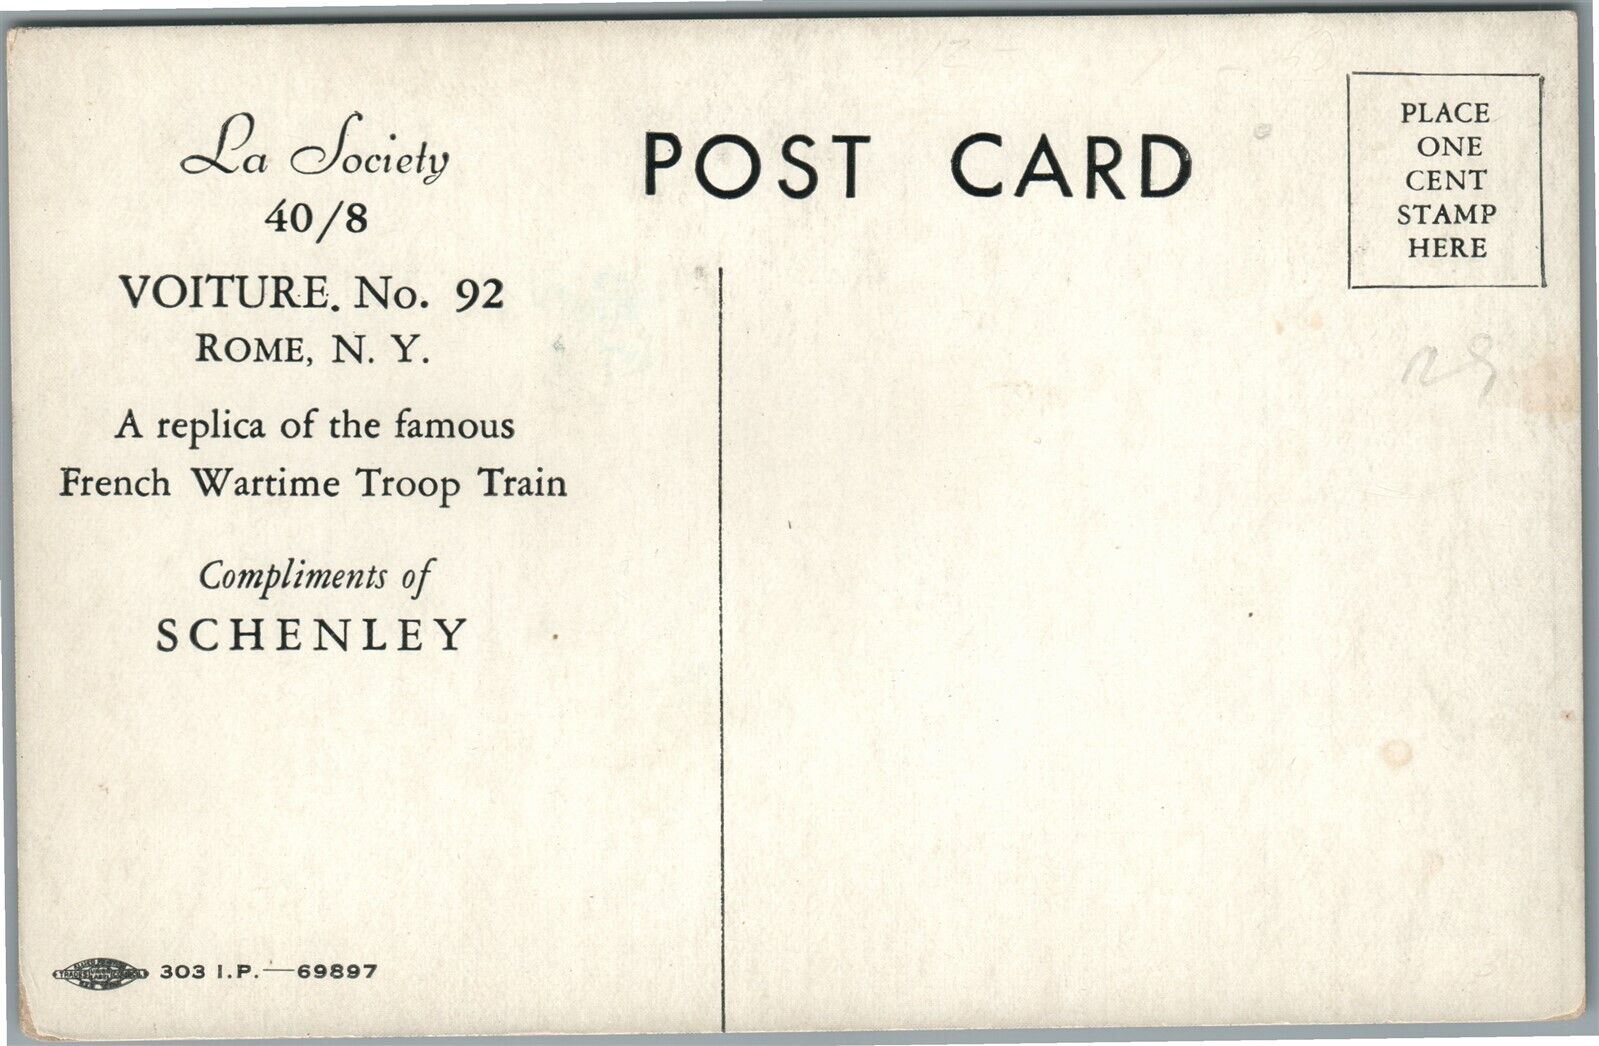 La Society
40/8
VOITURE. No. 92
ROME, N. Y.
A replica of the famous
French Wartime Troop Train
Compliments of
SCHENLEY
303 I.P.—69897
POST CARD
PLACE
ONE
CENT
STAMP
HERE